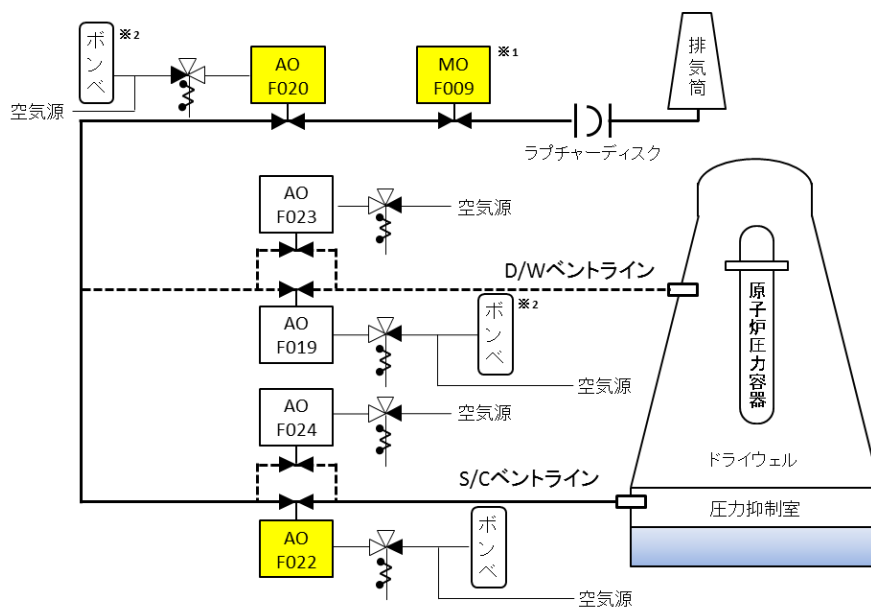 ボンベ
※2
空気源
AO
F020
MO
F009
※1
ラプチャーディスク
排気筒
AO
F023
空気源
D/Wベントライン
AO
F019
ボンベ
※2
空気源
AO
F024
空気源
S/Cベントライン
AO
F022
ボンベ
空気源
原子炉圧力容器
ドライウェル
圧力抑制室